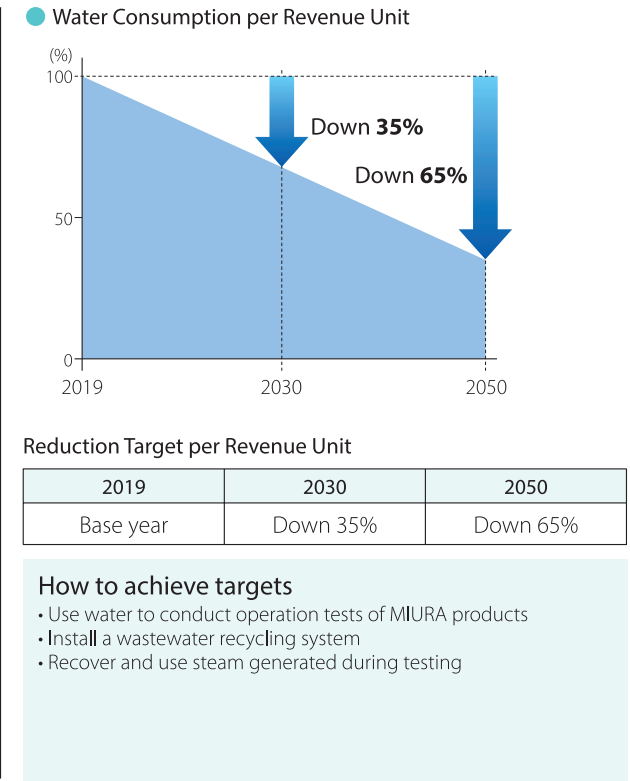 Water Consumption per Revenue Unit
(%)
100
Down 35%
Down 65%
50
0
2019 2030 2050
Reduction Target per Revenue Unit
2019 2030 2050
Base year Down 35% Down 65%
How to achieve targets
• Use water to conduct operation tests of MIURA products
• Install a wastewater recycling system
• Recover and use steam generated during testing